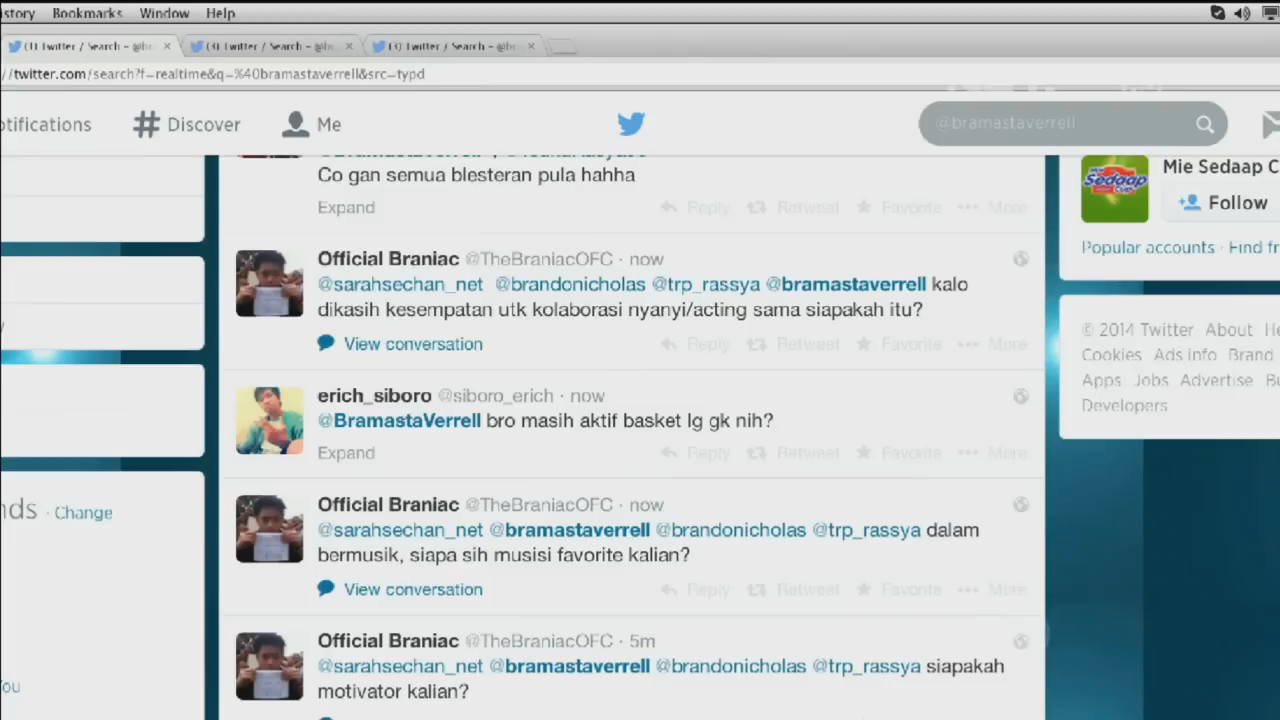 istory Bookmarks Window Help
(1) Twitter / Search - @br × (3) Twitter / Search - @br × (3) Twitter / Search - @br ×
//twitter.com/search?f=realtime&q=%40bramastaverrell&src=typd
otifications # Discover Me @bramastaverrell
Co gan semua blesteran pula hahha
Expand Reply Retweet Favorite More
Official Braniac @TheBraniacOFC · now
@sarahsechan_net @brandonicholas @trp_rassya @bramastaverrell kalo
dikasih kesempatan utk kolaborasi nyanyi/acting sama siapakah itu?
View conversation Reply Retweet Favorite More
erich_siboro @siboro_erich · now
@BramastaVerrell bro masih aktif basket lg gk nih?
Expand Reply Retweet Favorite More
Official Braniac @TheBraniacOFC · now
@sarahsechan_net @bramastaverrell @brandonicholas @trp_rassya dalam
bermusik, siapa sih musisi favorite kalian?
View conversation Reply Retweet Favorite More
Official Braniac @TheBraniacOFC · 5m
@sarahsechan_net @bramastaverrell @brandonicholas @trp_rassya siapakah
motivator kalian?
nds · Change
You
Mie Sedaap C
Follow
Popular accounts · Find fr
© 2014 Twitter About He
Cookies Ads info Brand
Apps Jobs Advertise Bu
Developers